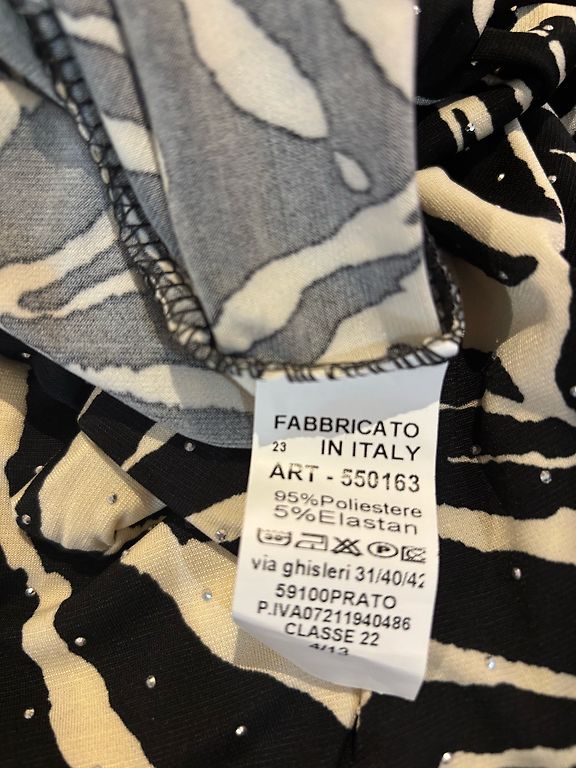 FABBRICATO
23 IN ITALY
ART - 550163
95%Poliestere
5%Elastan
via ghisleri 31/40/42
59100PRATO
P.IVA07211940486
CLASSE 22